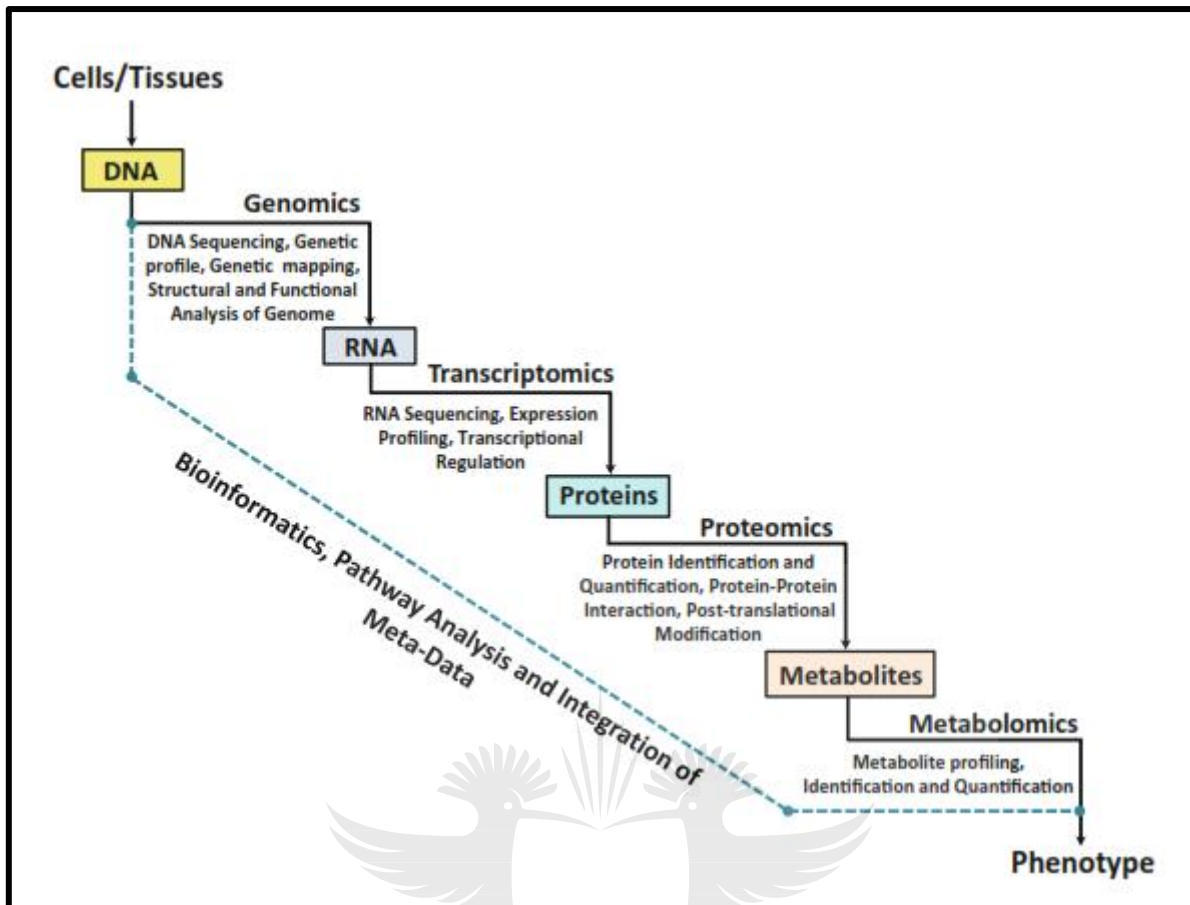 Cells/Tissues
DNA
Genomics
DNA Sequencing, Genetic
profile, Genetic mapping,
Structural and Functional
Analysis of Genome
RNA
Transcriptomics
RNA Sequencing, Expression
Profiling, Transcriptional
Regulation
Proteins
Proteomics
Protein Identification and
Quantification, Protein-Protein
Interaction, Post-translational
Modification
Metabolites
Metabolomics
Metabolite profiling,
Identification and Quantification
Phenotype
Bioinformatics, Pathway Analysis and Integration of
Meta-Data